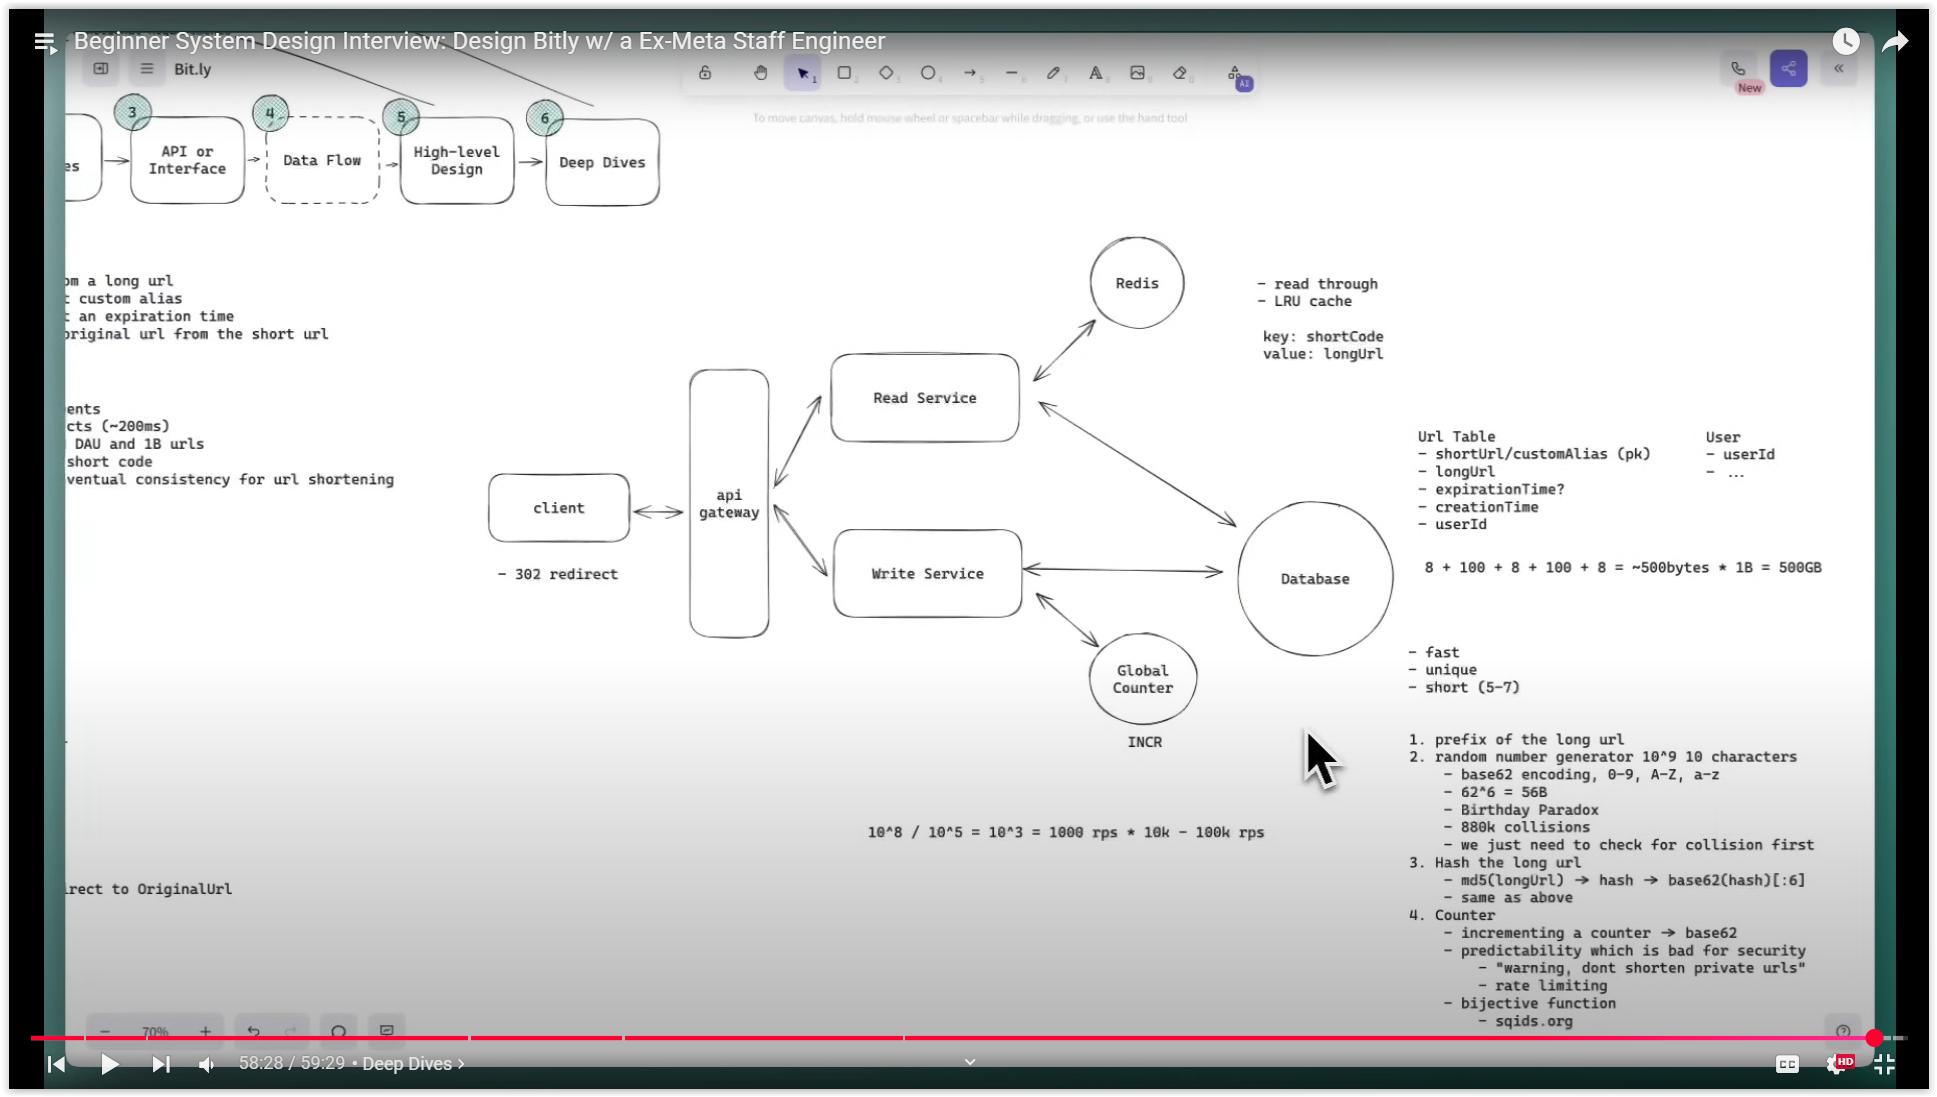 Beginner System Design Interview: Design Bitly w/ a Ex-Meta Staff Engineer
Bit.ly
New
AI
To move canvas, hold mouse wheel or spacebar while dragging, or use the hand tool
3
4
5
6
es
API or
Interface
Data Flow
High-level
Design
Deep Dives
om a long url
t custom alias
t an expiration time
original url from the short url
ents
cts (~200ms)
DAU and 1B urls
short code
ventual consistency for url shortening
irect to OriginalUrl
client
- 302 redirect
api
gateway
Read Service
Write Service
Redis
- read through
- LRU cache
key: shortCode
value: longUrl
Database
Global
Counter
INCR
10^8 / 10^5 = 10^3 = 1000 rps * 10k - 100k rps
Url Table
- shortUrl/customAlias (pk)
- longUrl
- expirationTime?
- creationTime
- userId
User
- userId
- ...
8 + 100 + 8 + 100 + 8 = ~500bytes * 1B = 500GB
- fast
- unique
- short (5-7)
1. prefix of the long url
2. random number generator 10^9 10 characters
- base62 encoding, 0-9, A-Z, a-z
- 62^6 = 56B
- Birthday Paradox
- 880k collisions
- we just need to check for collision first
3. Hash the long url
- md5(longUrl) → hash → base62(hash)[:6]
- same as above
4. Counter
- incrementing a counter → base62
- predictability which is bad for security
- "warning, dont shorten private urls"
- rate limiting
- bijective function
- sqids.org
70%
58:28 / 59:29 • Deep Dives
CC
HD